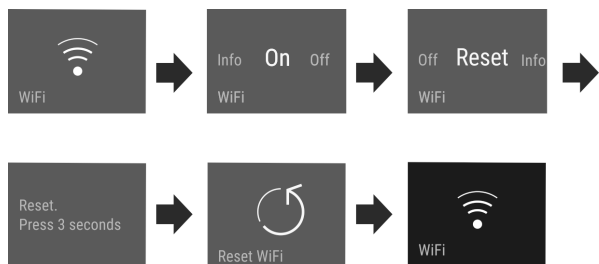 WiFi
Info On Off
WiFi
Off Reset Info
WiFi
Reset.
Press 3 seconds
Reset WiFi
WiFi